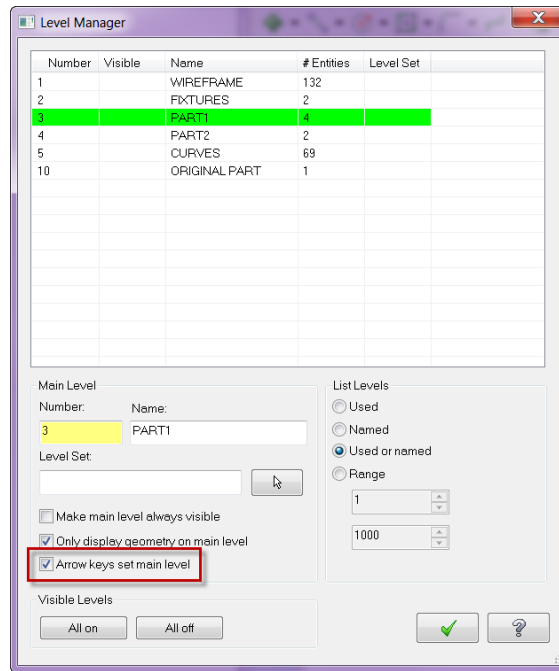 Level Manager
Number Visible Name # Entities Level Set
1 WIREFRAME 132
2 FIXTURES 2
3 PART1 4
4 PART2 2
5 CURVES 69
10 ORIGINAL PART 1
Main Level
Number: Name:
3 PART1
Level Set:
Make main level always visible
Only display geometry on main level
Arrow keys set main level
List Levels
Used
Named
Used or named
Range
1
1000
Visible Levels
All on All off